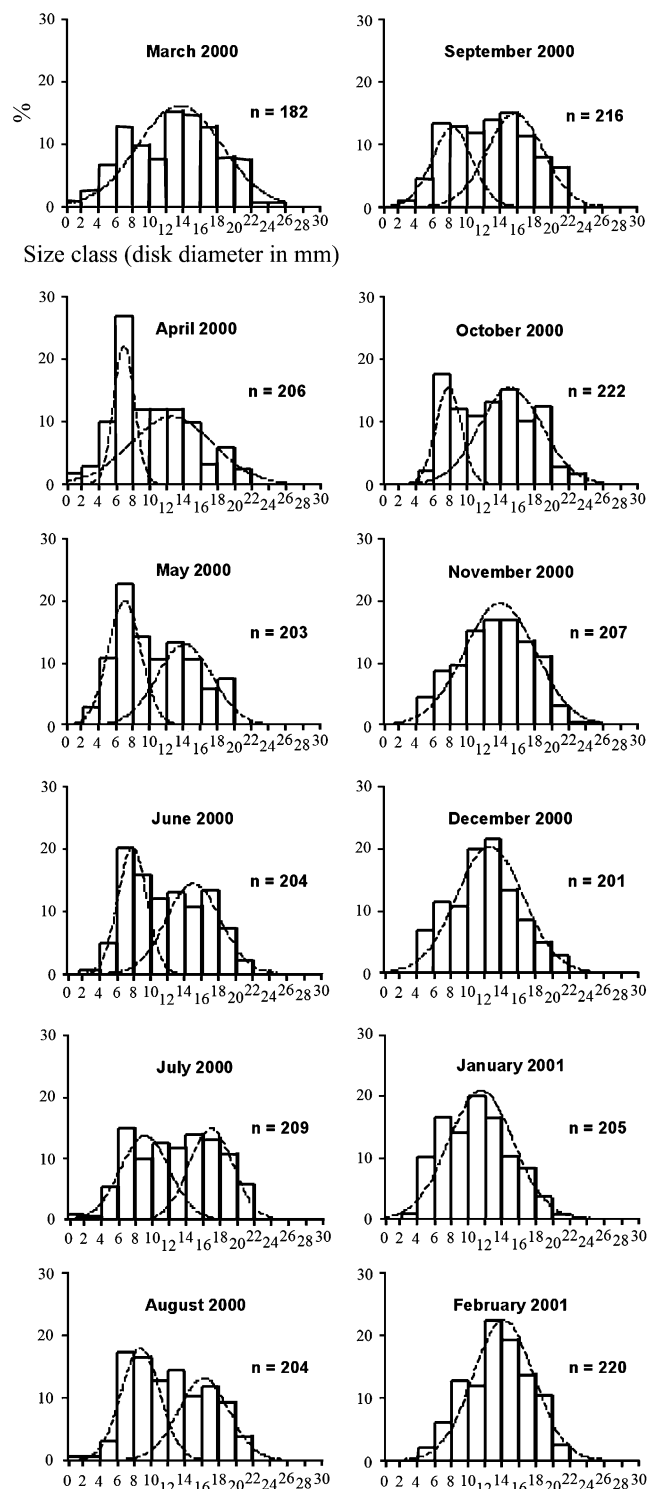 30
20
10
0
%
March 2000
n = 182
0 2 4 6 8 10 12 14 16 18 20 22 24 26 28 30
Size class (disk diameter in mm)
30
20
10
0
September 2000
n = 216
0 2 4 6 8 10 12 14 16 18 20 22 24 26 28 30
30
20
10
0
April 2000
n = 206
0 2 4 6 8 10 12 14 16 18 20 22 24 26 28 30
30
20
10
0
October 2000
n = 222
0 2 4 6 8 10 12 14 16 18 20 22 24 26 28 30
30
20
10
0
May 2000
n = 203
0 2 4 6 8 10 12 14 16 18 20 22 24 26 28 30
30
20
10
0
November 2000
n = 207
0 2 4 6 8 10 12 14 16 18 20 22 24 26 28 30
30
20
10
0
June 2000
n = 204
0 2 4 6 8 10 12 14 16 18 20 22 24 26 28 30
30
20
10
0
December 2000
n = 201
0 2 4 6 8 10 12 14 16 18 20 22 24 26 28 30
30
20
10
0
July 2000
n = 209
0 2 4 6 8 10 12 14 16 18 20 22 24 26 28 30
30
20
10
0
January 2001
n = 205
0 2 4 6 8 10 12 14 16 18 20 22 24 26 28 30
30
20
10
0
August 2000
n = 204
0 2 4 6 8 10 12 14 16 18 20 22 24 26 28 30
30
20
10
0
February 2001
n = 220
0 2 4 6 8 10 12 14 16 18 20 22 24 26 28 30